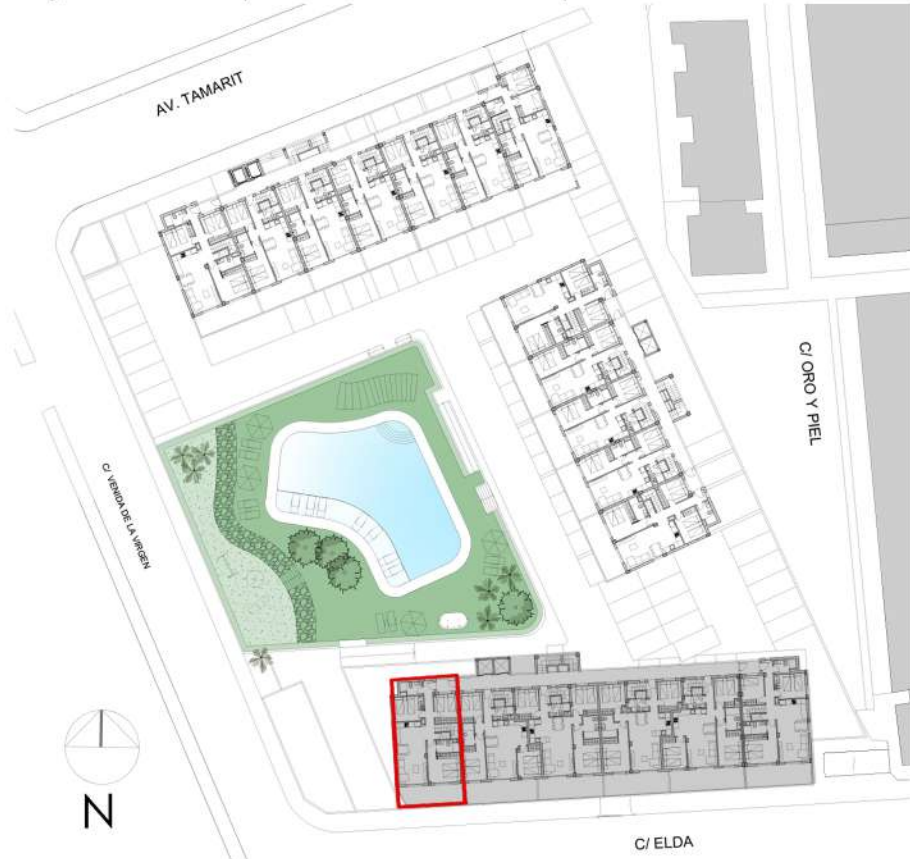 AV. TAMARIT
C/ ORO Y PIEL
C/ VENIDA DE LA VIRGEN
N
C/ ELDA